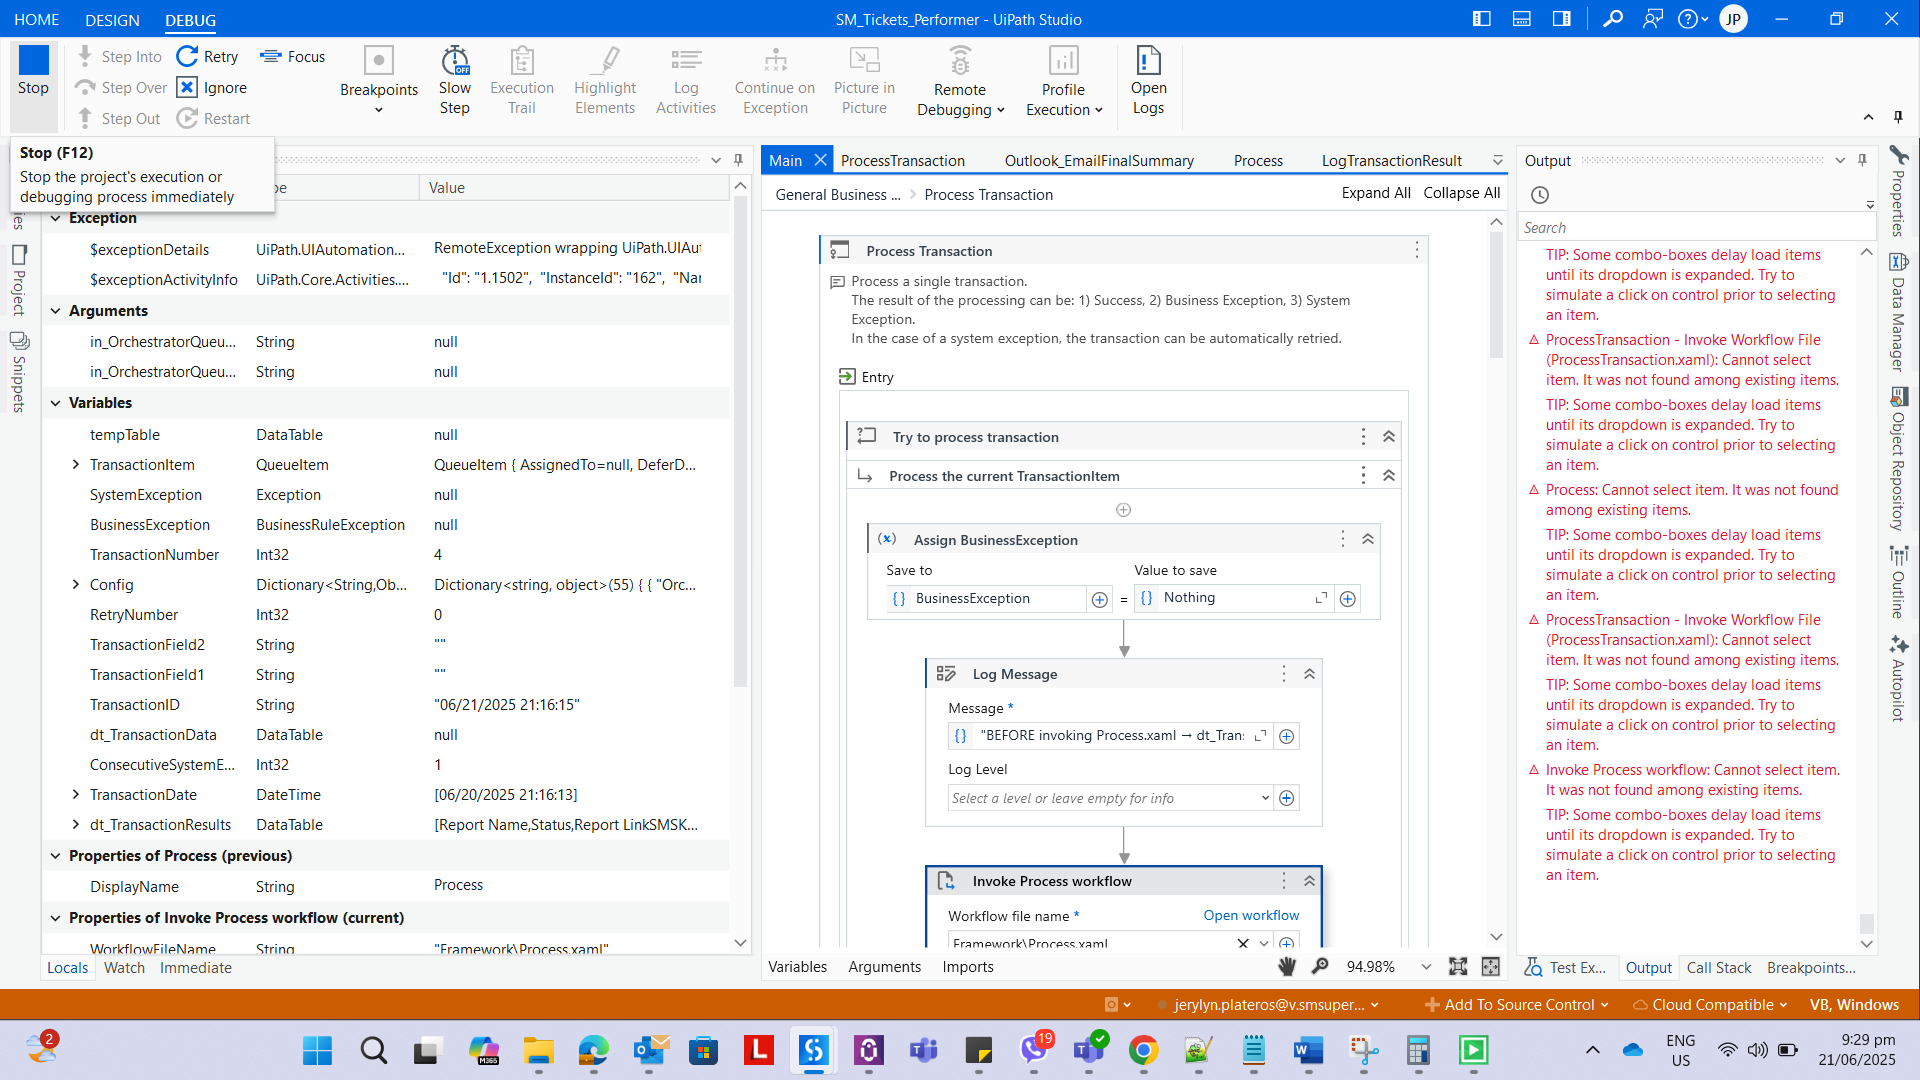 HOME DESIGN DEBUG
SM_Tickets_Performer - UiPath Studio
JP
Stop
Step Into
Step Over
Step Out
Retry
Ignore
Restart
Focus
Breakpoints
Slow Step
OFF
Execution Trail
Highlight Elements
Log Activities
Continue on Exception
Picture in Picture
Remote Debugging
Profile Execution
Open Logs
Stop (F12)
Stop the project's execution or
debugging process immediately
Value
Exception
$exceptionDetails UiPath.UIAutomation... RemoteException wrapping UiPath.UIAut
$exceptionActivityInfo UiPath.Core.Activities.... "Id": "1.1502", "InstanceId": "162", "Nar
Arguments
in_OrchestratorQueu... String null
in_OrchestratorQueu... String null
Variables
tempTable DataTable null
TransactionItem QueueItem QueueItem { AssignedTo=null, DeferD...
SystemException Exception null
BusinessException BusinessRuleException null
TransactionNumber Int32 4
Config Dictionary<String,Ob... Dictionary<string, object>(55) { { "Orc...
RetryNumber Int32 0
TransactionField2 String ""
TransactionField1 String ""
TransactionID String "06/21/2025 21:16:15"
dt_TransactionData DataTable null
ConsecutiveSystemE... Int32 1
TransactionDate DateTime [06/20/2025 21:16:13]
dt_TransactionResults DataTable [Report Name,Status,Report LinkSMSK...
Properties of Process (previous)
DisplayName String Process
Properties of Invoke Process workflow (current)
WorkflowFileName String "Framework\Process.xaml"
Locals Watch Immediate
Project
Snippets
Main ProcessTransaction Outlook_EmailFinalSummary Process LogTransactionResult
General Business ... > Process Transaction
Expand All Collapse All
Process Transaction
Process a single transaction.
The result of the processing can be: 1) Success, 2) Business Exception, 3) System
Exception.
In the case of a system exception, the transaction can be automatically retried.
Entry
Try to process transaction
Process the current TransactionItem
(x) Assign BusinessException
Save to Value to save
{} BusinessException = {} Nothing
Log Message
Message *
{} "BEFORE invoking Process.xaml → dt_Tran:
Log Level
Select a level or leave empty for info
Invoke Process workflow
Workflow file name * Open workflow
Framework\Process.xaml
Variables Arguments Imports
94.98%
Output
Search
TIP: Some combo-boxes delay load items
until its dropdown is expanded. Try to
simulate a click on control prior to selecting
an item.
ProcessTransaction - Invoke Workflow File
(ProcessTransaction.xaml): Cannot select
item. It was not found among existing items.
TIP: Some combo-boxes delay load items
until its dropdown is expanded. Try to
simulate a click on control prior to selecting
an item.
Process: Cannot select item. It was not found
among existing items.
TIP: Some combo-boxes delay load items
until its dropdown is expanded. Try to
simulate a click on control prior to selecting
an item.
ProcessTransaction - Invoke Workflow File
(ProcessTransaction.xaml): Cannot select
item. It was not found among existing items.
TIP: Some combo-boxes delay load items
until its dropdown is expanded. Try to
simulate a click on control prior to selecting
an item.
Invoke Process workflow: Cannot select item.
It was not found among existing items.
TIP: Some combo-boxes delay load items
until its dropdown is expanded. Try to
simulate a click on control prior to selecting
an item.
Test Ex... Output Call Stack Breakpoints...
Properties
Data Manager
Object Repository
Outline
Autopilot
jerylyn.plateros@v.smsuper...
Add To Source Control
Cloud Compatible
VB, Windows
2
M365
19
ENG
US
9:29 pm
21/06/2025